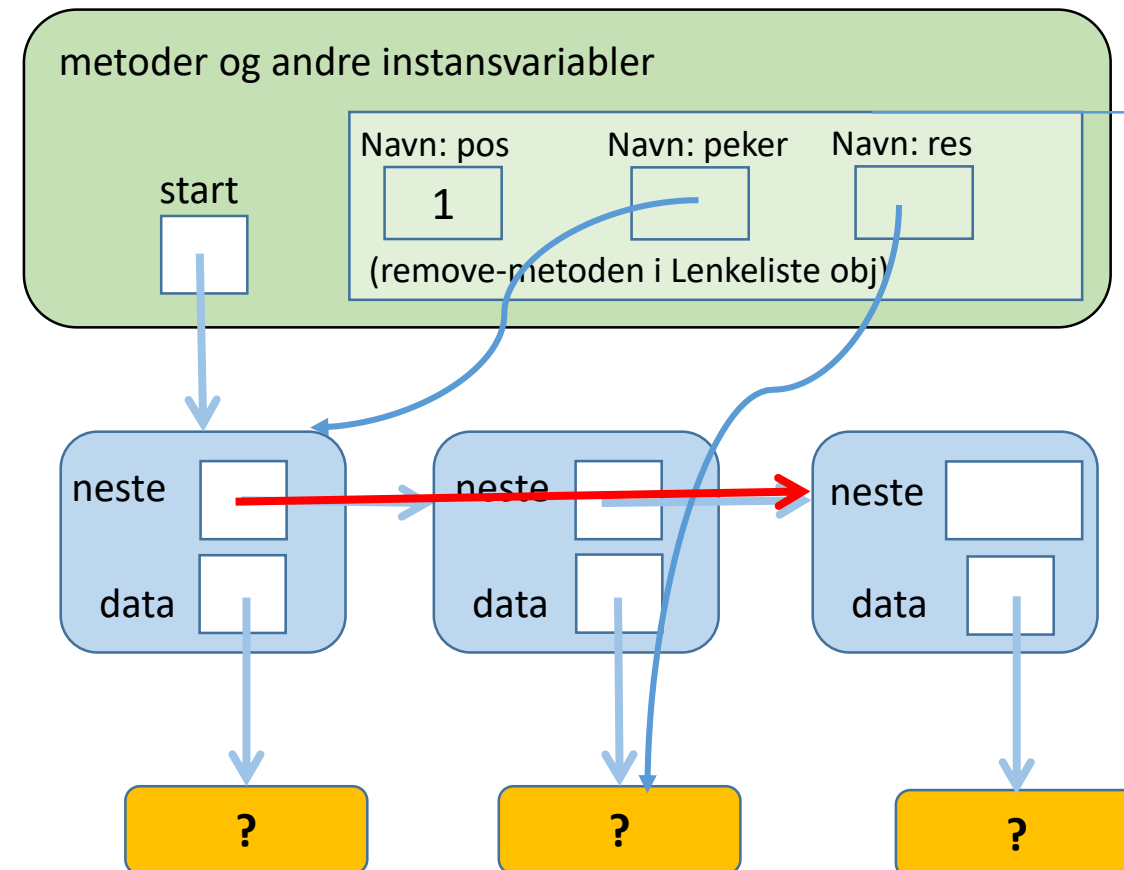 metoder og andre instansvariabler
Navn: pos Navn: peker Navn: res
start
1
(remove-metoden i Lenkeliste obj)
neste neste neste
data data data
? ? ?